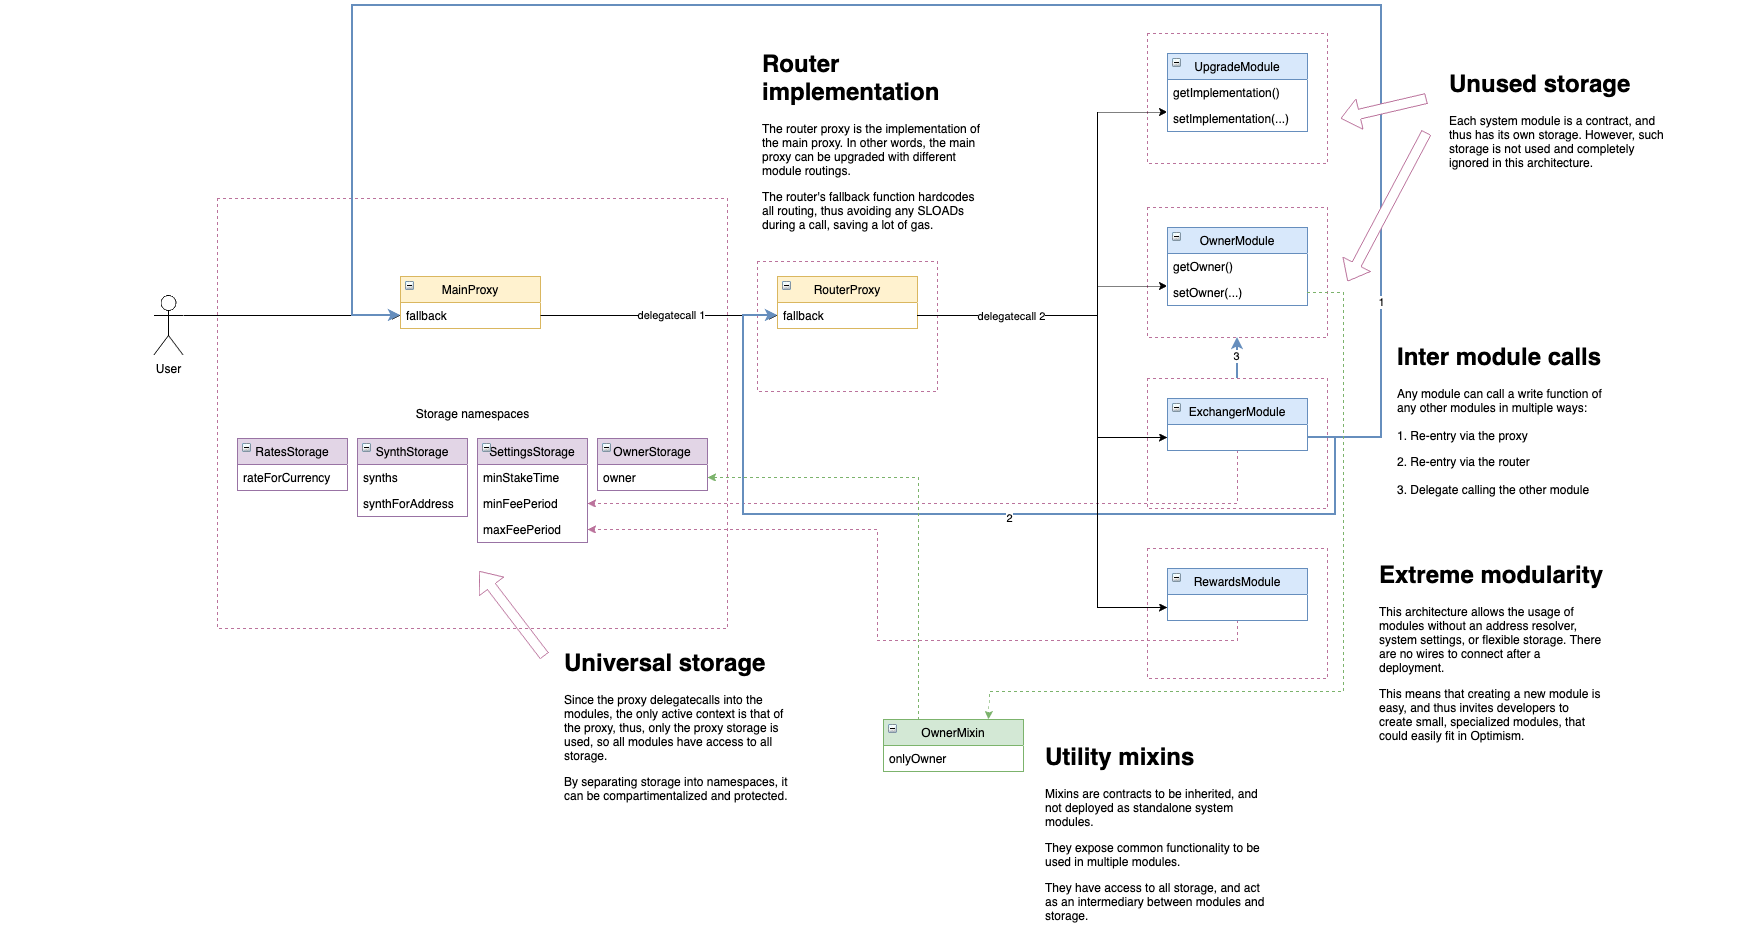 Router
implementation
The router proxy is the implementation of
the main proxy. In other words, the main
proxy can be upgraded with different
module routings.
The router's fallback function hardcodes
all routing, thus avoiding any SLOADs
during a call, saving a lot of gas.
UpgradeModule
getImplementation()
setImplementation(...)
Unused storage
Each system module is a contract, and
thus has its own storage. However, such
storage is not used and completely
ignored in this architecture.
OwnerModule
getOwner()
setOwner(...)
User
MainProxy
fallback
delegatecall 1
RouterProxy
fallback
delegatecall 2
1
3
ExchangerModule
Inter module calls
Any module can call a write function of
any other modules in multiple ways:
1. Re-entry via the proxy
2. Re-entry via the router
3. Delegate calling the other module
Storage namespaces
RatesStorage
rateForCurrency
SynthStorage
synths
synthForAddress
SettingsStorage
minStakeTime
minFeePeriod
maxFeePeriod
OwnerStorage
owner
2
RewardsModule
Extreme modularity
This architecture allows the usage of
modules without an address resolver,
system settings, or flexible storage. There
are no wires to connect after a
deployment.
This means that creating a new module is
easy, and thus invites developers to
create small, specialized modules, that
could easily fit in Optimism.
Universal storage
Since the proxy delegatecalls into the
modules, the only active context is that of
the proxy, thus, only the proxy storage is
used, so all modules have access to all
storage.
By separating storage into namespaces, it
can be compartimentalized and protected.
OwnerMixin
onlyOwner
Utility mixins
Mixins are contracts to be inherited, and
not deployed as standalone system
modules.
They expose common functionality to be
used in multiple modules.
They have access to all storage, and act
as an intermediary between modules and
storage.